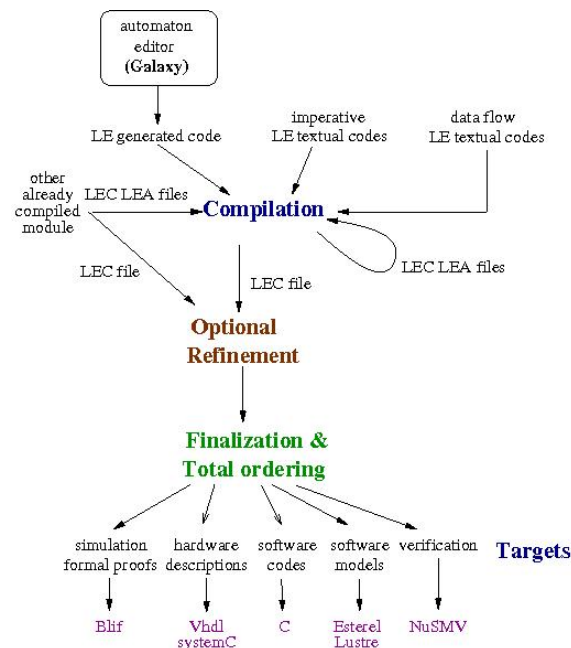 automaton
editor
(Galaxy)
LE generated code
imperative
LE textual codes
data flow
LE textual codes
other
already
compiled
module
LEC LEA files
Compilation
LEC file
LEC file
LEC LEA files
Optional
Refinement
Finalization &
Total ordering
simulation
formal proofs
hardware
descriptions
software
codes
software
models
verification
Targets
Blif
Vhdl
systemC
C
Esterel
Lustre
NuSMV